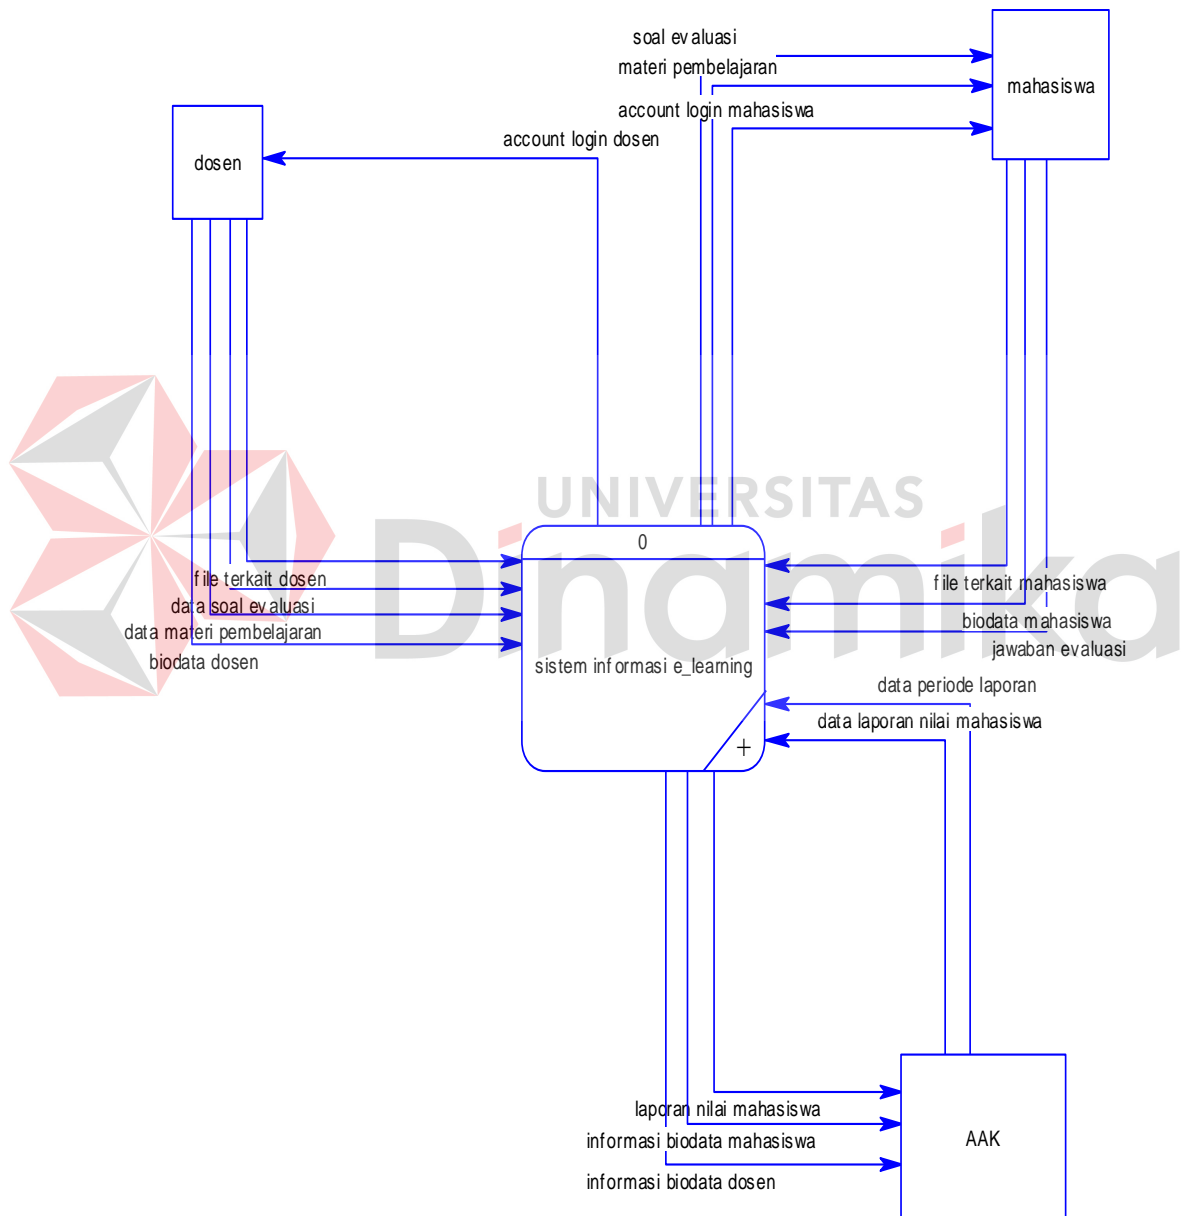 soal evaluasi
materi pembelajaran
mahasiswa
account login mahasiswa
account login dosen
dosen
UNIVERSITAS
Dinamika
0
file terkait dosen
data soal evaluasi
data materi pembelajaran
biodata dosen
file terkait mahasiswa
biodata mahasiswa
jawaban evaluasi
sistem informasi e_learning
data periode laporan
data laporan nilai mahasiswa
+
laporan nilai mahasiswa
informasi biodata mahasiswa
informasi biodata dosen
AAK